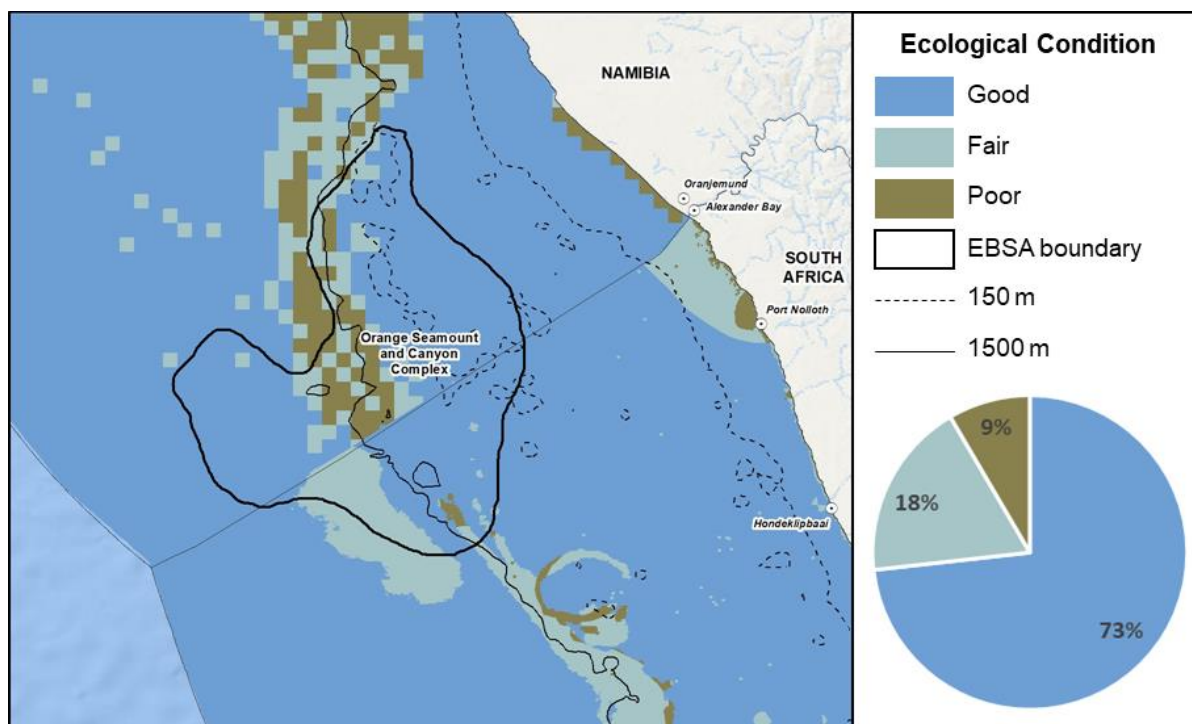 NAMIBIA
Oranjemund
Alexander Bay
SOUTH
AFRICA
Port Nolloth
Orange Seamount
and Canyon
Complex
Hondeklipbaai
Ecological Condition
Good
Fair
Poor
EBSA boundary
150 m
1500 m
9%
18%
73%